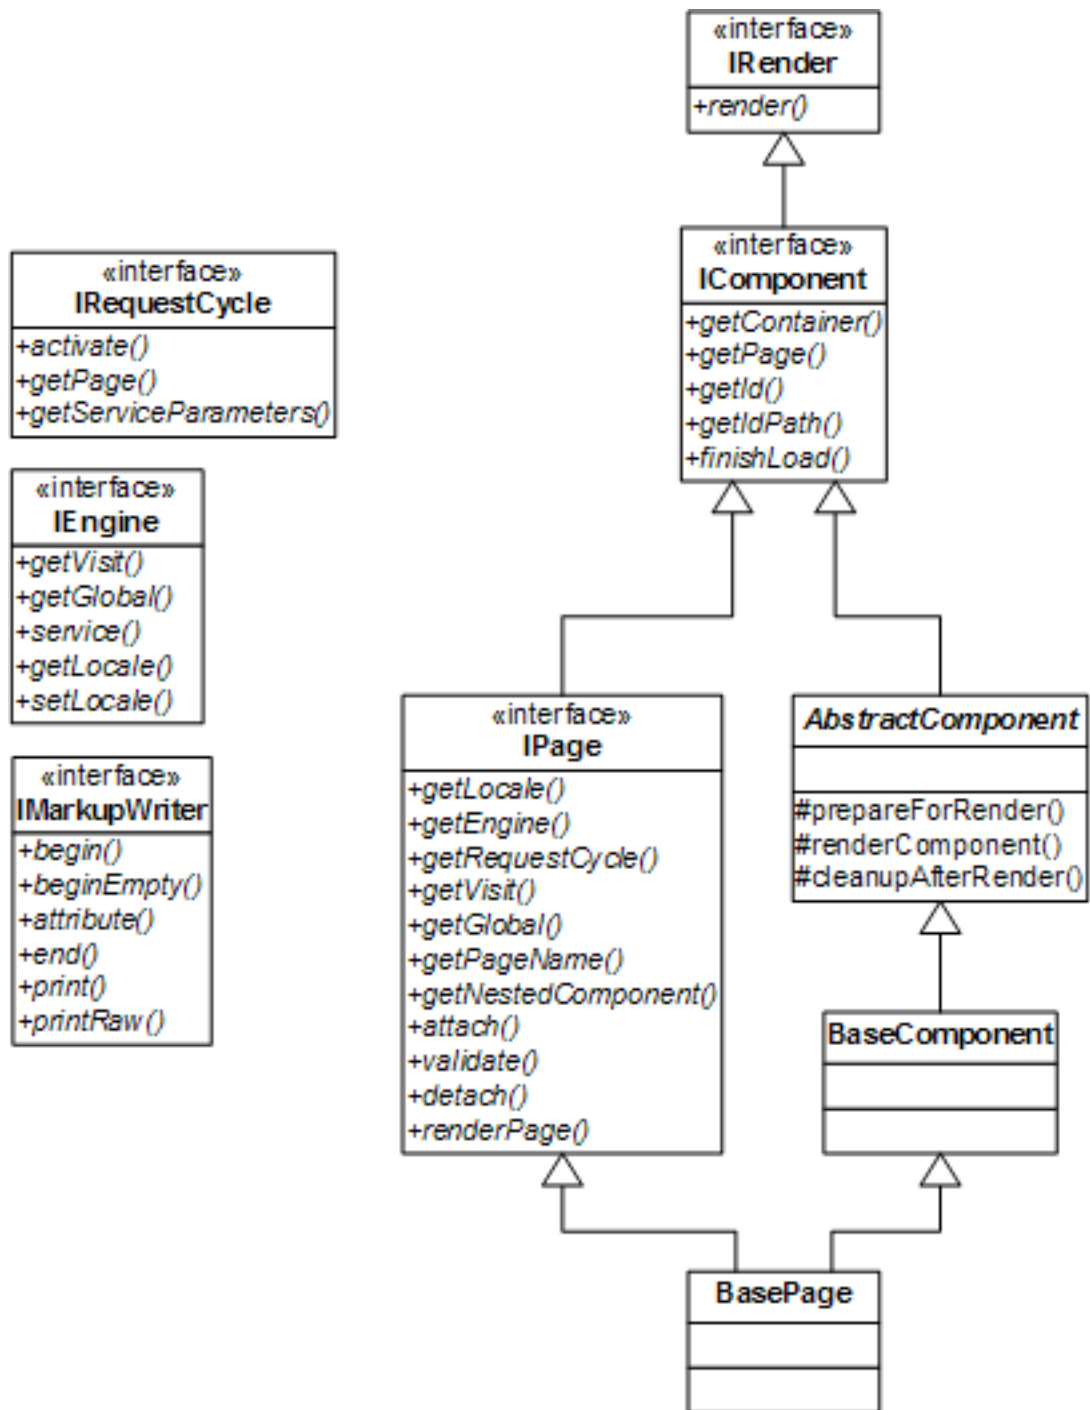 «interface»
IRender
+render()
«interface»
IComponent
+getContainer()
+getPage()
+getId()
+getIdPath()
+finishLoad()
«interface»
IRequestCycle
+activate()
+getPage()
+getServiceParameters()
«interface»
IEngine
+getVisit()
+getGlobal()
+service()
+getLocale()
+setLocale()
«interface»
IMarkupWriter
+begin()
+beginEmpty()
+attribute()
+end()
+print()
+printRaw()
«interface»
IPage
+getLocale()
+getEngine()
+getRequestCycle()
+getVisit()
+getGlobal()
+getPageName()
+getNestedComponent()
+attach()
+validate()
+detach()
+renderPage()
AbstractComponent
#prepareForRender()
#renderComponent()
#cleanupAfterRender()
BaseComponent
BasePage